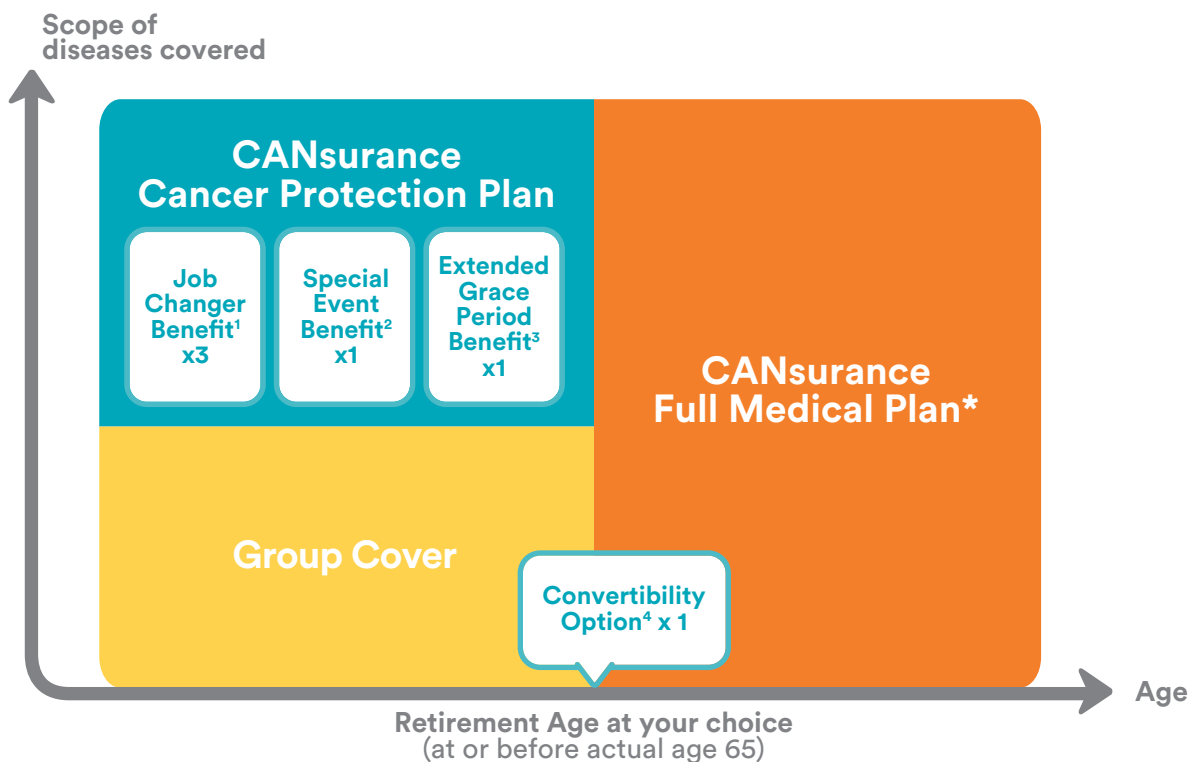 Scope of
diseases covered
CANsurance
Cancer Protection Plan
Job
Changer
Benefit¹
x3
Special
Event
Benefit²
x1
Extended
Grace
Period
Benefit³
x1
CANsurance
Full Medical Plan*
Group Cover
Convertibility
Option⁴ x 1
Age
Retirement Age at your choice
(at or before actual age 65)